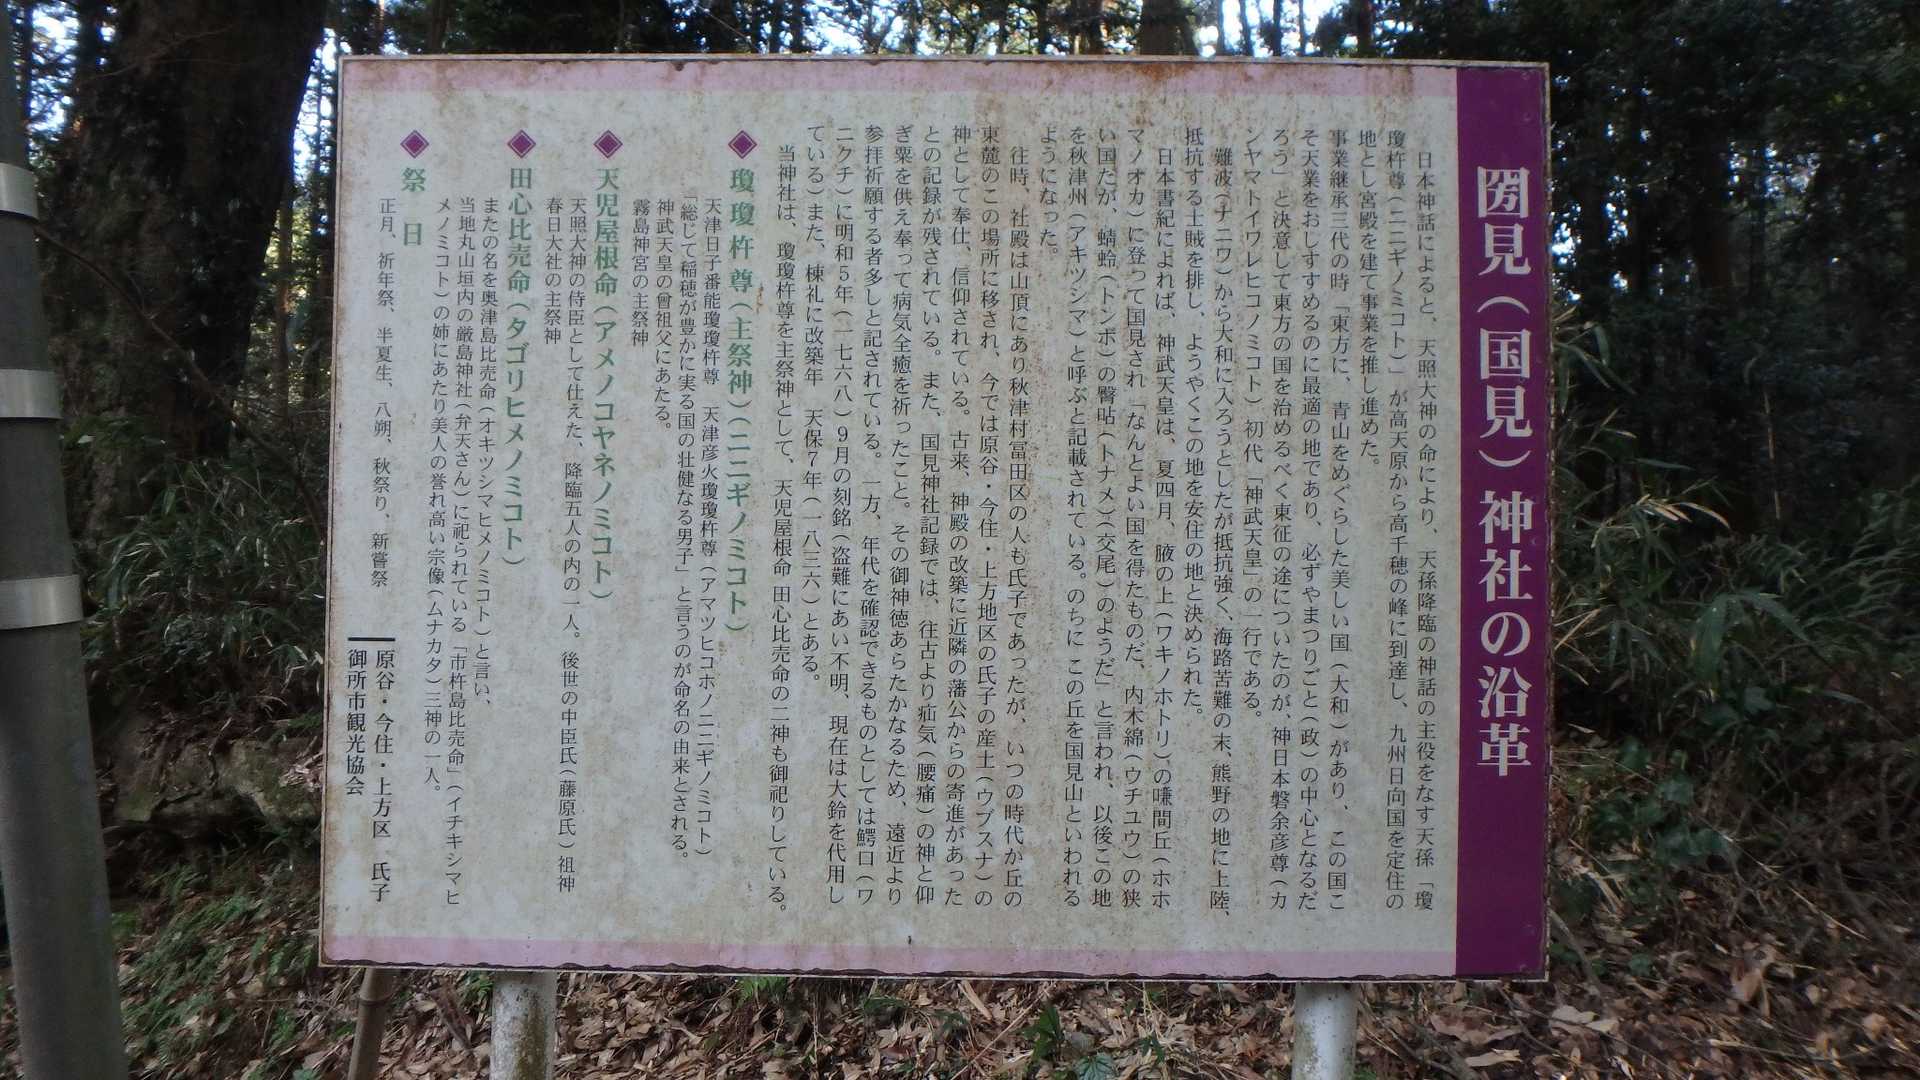 圀見(国見)神社の沿革
日本神話によると、天照大神の命により、天孫降臨の神話の主役をなす天孫「瓊
瓊杵尊(ニニギノミコト)」が高天原から高千穂の峰に到達し、九州日向国を定住の
地とし宮殿を建て事業を推し進めた。
事業継承三代の時「東方に、青山をめぐらした美しい国(大和)があり、この国こ
そ天業をおしすすめるのに最適の地であり、必ずやまつりごと(政)の中心となるだ
ろう」と決意して東方の国を治めるべく東征の途についたのが、神日本磐余彦尊(カ
ンヤマトイワレヒコノミコト)初代「神武天皇」の一行である。
難波(ナニワ)から大和に入ろうとしたが抵抗強く、海路苦難の末、熊野の地に上陸、
抵抗する土賊を排し、ようやくこの地を安住の地と決められた。
日本書紀によれば、神武天皇は、夏四月、腋の上(ワキノホトリ)の嗛間丘(ホホ
マノオカ)に登って国見され「なんとよい国を得たものだ、内木綿(ウチユウ)の狭
い国だが、蜻蛉(トンボ)の臀呫(トナメ)(交尾)のようだ」と言われ、以後この地
を秋津州(アキツシマ)と呼ぶと記載されている。のちに この丘を国見山といわれる
ようになった。
往時、社殿は山頂にあり秋津村冨田区の人も氏子であったが、いつの時代か丘の
東麓のこの場所に移され、今では原谷・今住・上方地区の氏子の産土(ウブスナ)の
神として奉仕、信仰されている。古来、神殿の改築に近隣の藩公からの寄進があった
との記録が残されている。また、国見神社記録では、往古より疝気(腰痛)の神と仰
ぎ粟を供え奉って病気全癒を祈ったこと。その御神徳あらたかなるため、遠近より
参拝祈願する者多しと記されている。一方、年代を確認できるものとしては鰐口(ワ
ニクチ)に明和5年(一七六八)9月の刻銘(盗難にあい不明、現在は大鈴を代用し
ている)また、棟札に改築年 天保7年(一八三六)とある。
当神社は、瓊瓊杵尊を主祭神として、天児屋根命 田心比売命の二神も御祀りしている。
◆瓊瓊杵尊(主祭神)(ニニギノミコト)
天津日子番能瓊瓊杵尊 天津彦火瓊瓊杵尊(アマツヒコホノニニギノミコト)
「総じて稲穂が豊かに実る国の壮健なる男子」と言うのが命名の由来とされる。
神武天皇の曾祖父にあたる。
霧島神宮の主祭神
◆天児屋根命(アメノコヤネノミコト)
天照大神の侍臣として仕えた、降臨五人の内の一人。後世の中臣氏(藤原氏)祖神
春日大社の主祭神
◆田心比売命(タゴリヒメノミコト)
またの名を奥津島比売命(オキツシマヒメノミコト)と言い、
当地丸山垣内の厳島神社(弁天さん)に祀られている「市杵島比売命」(イチキシマヒ
メノミコト)の姉にあたり美人の誉れ高い宗像(ムナカタ)三神の一人。
◆祭日
正月、祈年祭、半夏生、八朔、秋祭り、新嘗祭
原谷・今住・上方区 氏子
御所市観光協会